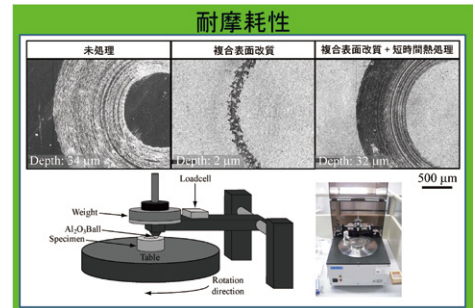 耐摩耗性
未処理
複合表面改質
複合表面改質 + 短時間熱処理
Depth: 34 μm
Depth: 2 μm
Depth: 32 μm
500 μm
Loadcell
Weight
Al2O3Ball
Specimen
Table
Rotation
direction